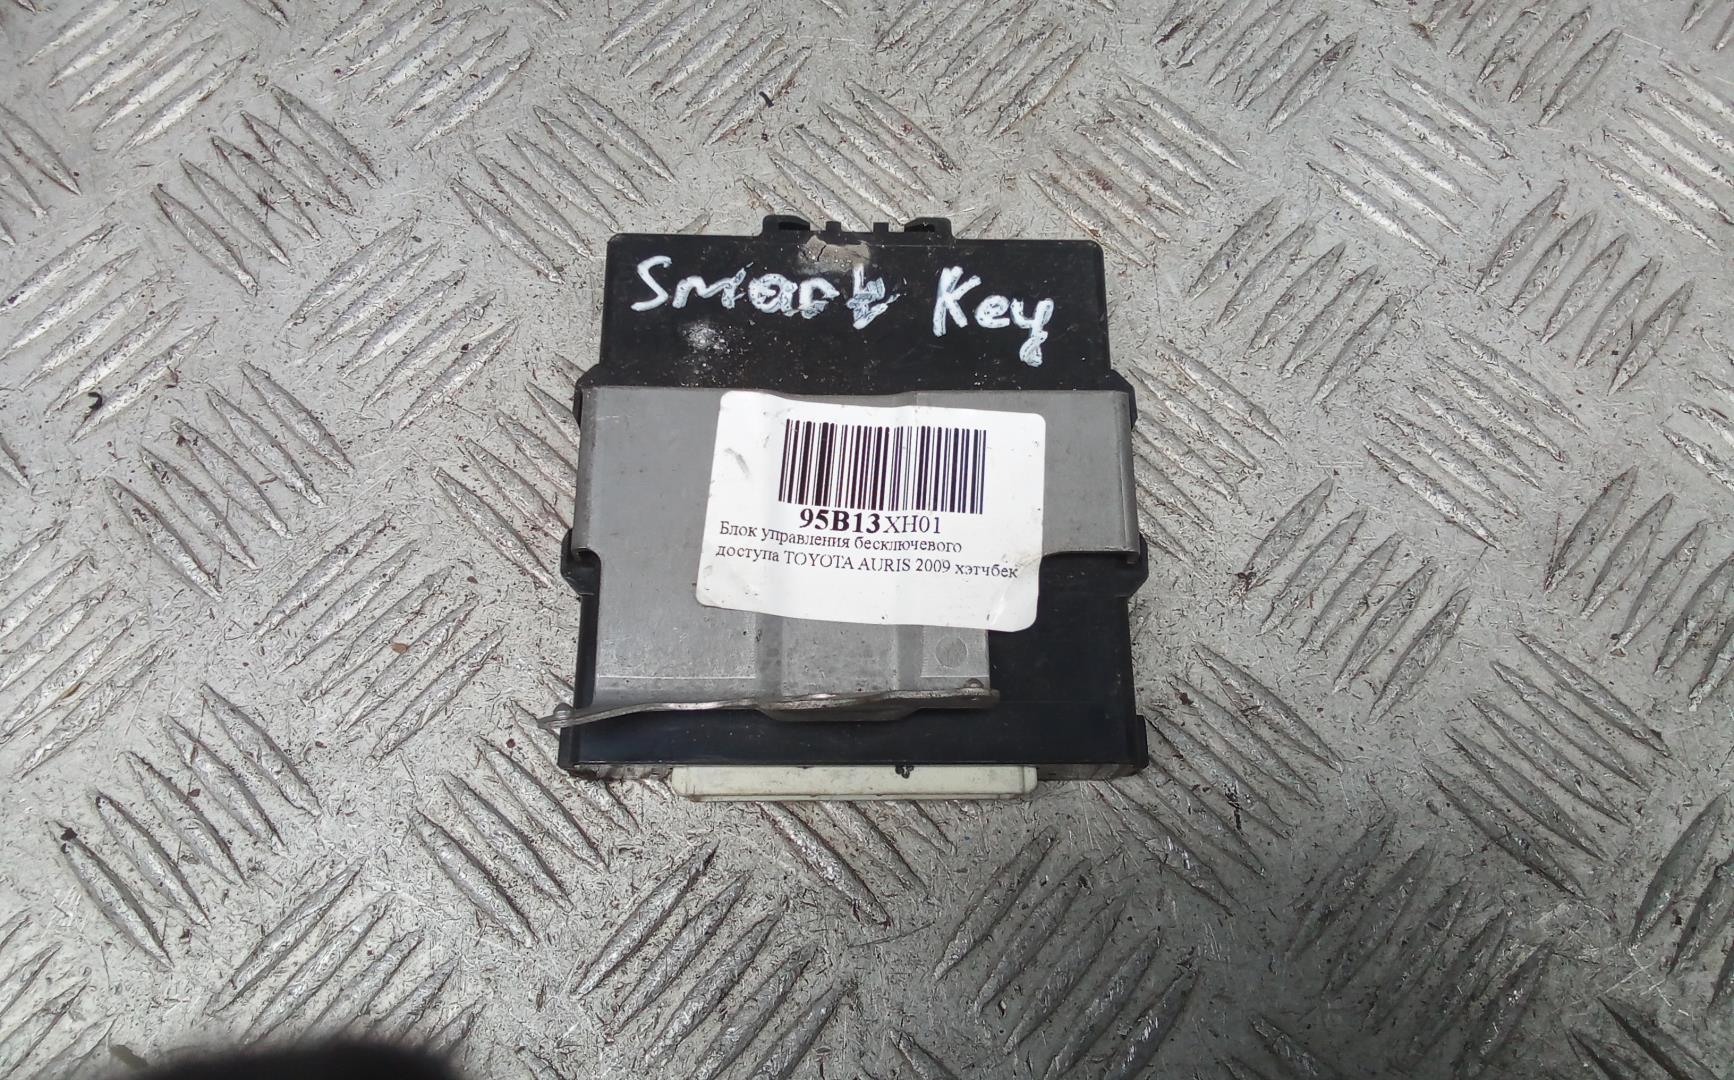 Smart Key
95B13XH01
Блок управления бесключевого
доступа TOYOTA AURIS 2009 хэтчбек